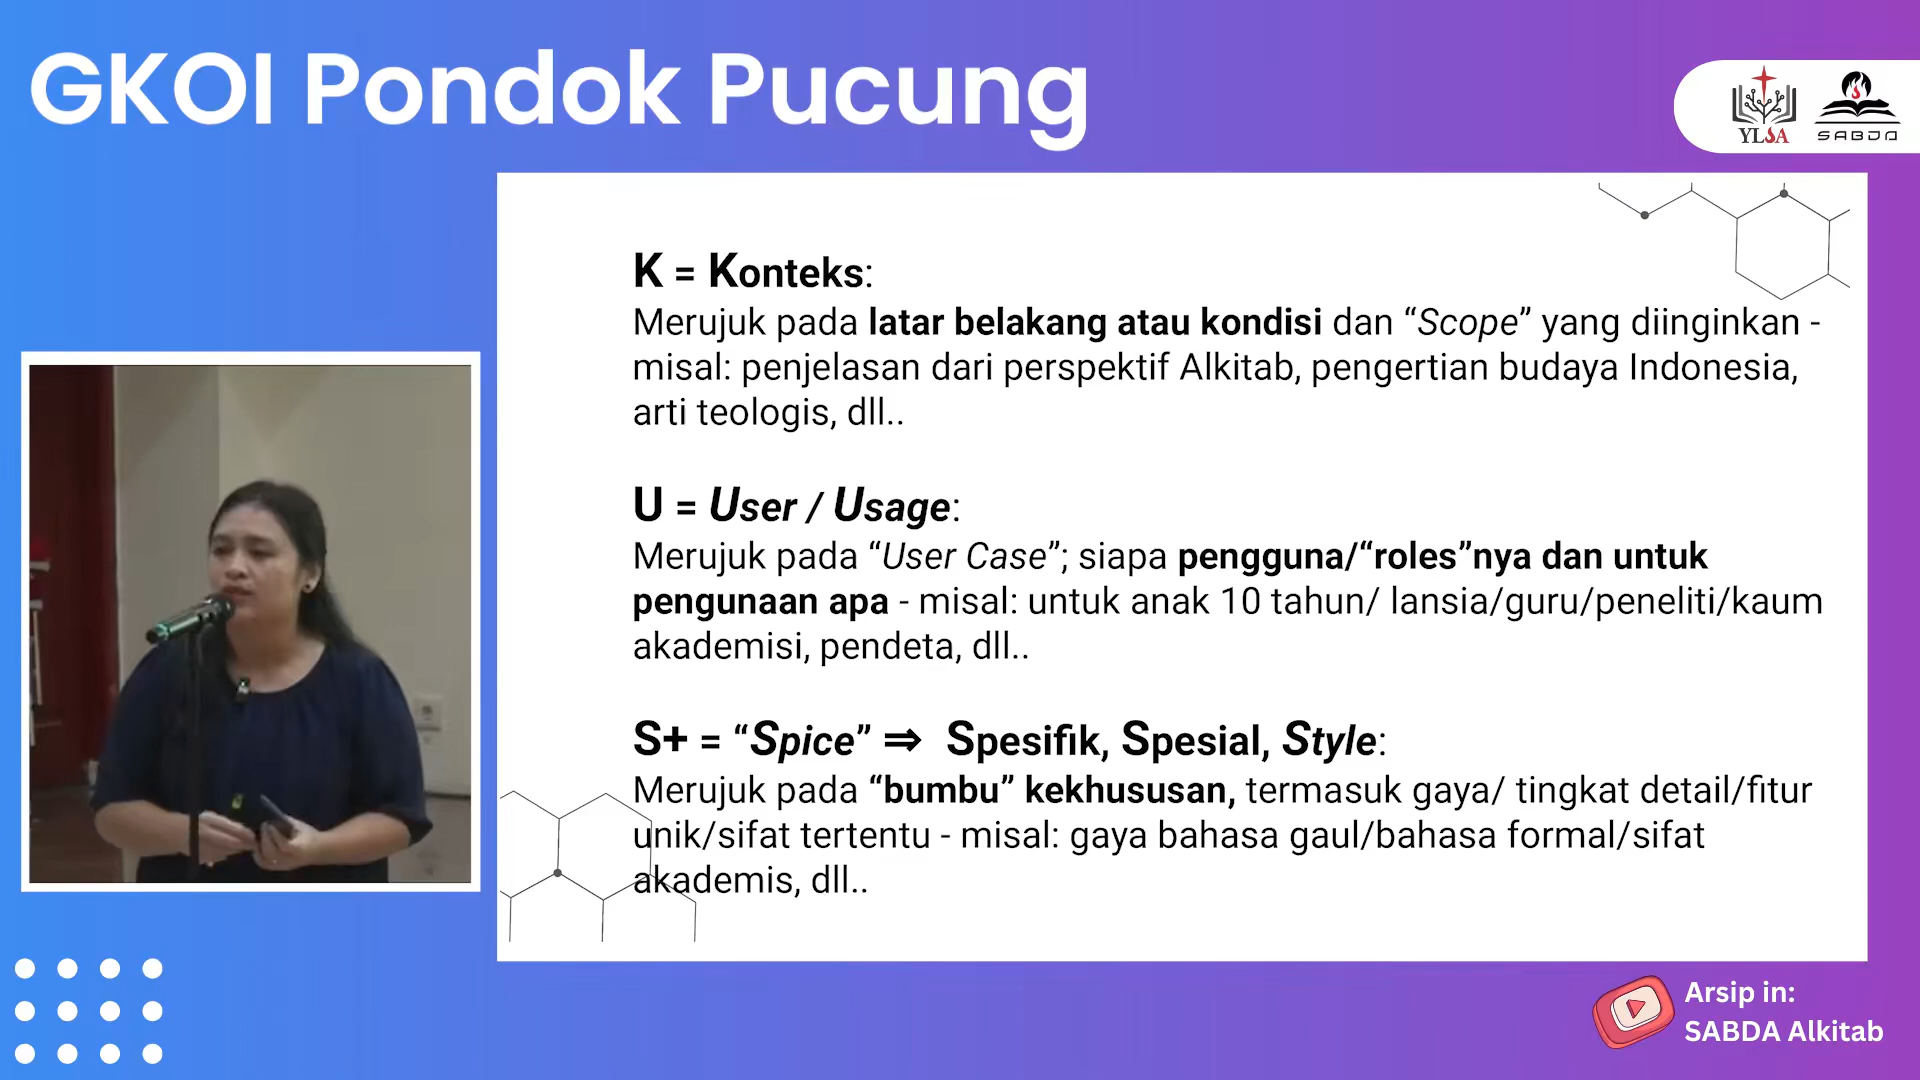 GKOI Pondok Pucung
YLSA
SABDA
K = Konteks:
Merujuk pada latar belakang atau kondisi dan “Scope” yang diinginkan -
misal: penjelasan dari perspektif Alkitab, pengertian budaya Indonesia,
arti teologis, dll..
U = User / Usage:
Merujuk pada “User Case”; siapa pengguna/“roles”nya dan untuk
pengunaan apa - misal: untuk anak 10 tahun/ lansia/guru/peneliti/kaum
akademisi, pendeta, dll..
S+ = “Spice” ⇒ Spesifik, Spesial, Style:
Merujuk pada “bumbu” kekhususan, termasuk gaya/ tingkat detail/fitur
unik/sifat tertentu - misal: gaya bahasa gaul/bahasa formal/sifat
akademis, dll..
Arsip in:
SABDA Alkitab